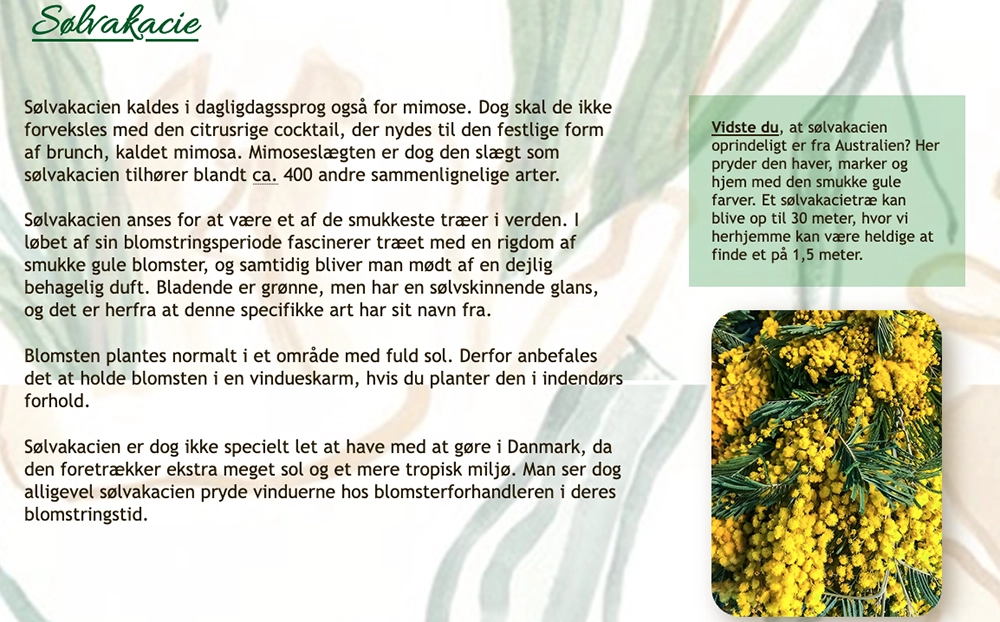 Sølvakacie
Sølvakacien kaldes i dagligdagssprog også for mimose. Dog skal de ikke
forveksles med den citrusrige cocktail, der nydes til den festlige form
af brunch, kaldet mimosa. Mimoseslægten er dog den slægt som
sølvakacien tilhører blandt ca. 400 andre sammenlignelige arter.
Sølvakacien anses for at være et af de smukkeste træer i verden. I
løbet af sin blomstringsperiode fascinerer træet med en rigdom af
smukke gule blomster, og samtidig bliver man mødt af en dejlig
behagelig duft. Bladende er grønne, men har en sølvskinnende glans,
og det er herfra at denne specifikke art har sit navn fra.
Blomsten plantes normalt i et område med fuld sol. Derfor anbefales
det at holde blomsten i en vindueskarm, hvis du planter den i indendørs
forhold.
Sølvakacien er dog ikke specielt let at have med at gøre i Danmark, da
den foretrækker ekstra meget sol og et mere tropisk miljø. Man ser dog
alligevel sølvakacien pryde vinduerne hos blomsterforhandleren i deres
blomstringstid.
Vidste du, at sølvakacien
oprindeligt er fra Australien? Her
pryder den haver, marker og
hjem med den smukke gule
farver. Et sølvakacietræ kan
blive op til 30 meter, hvor vi
herhjemme kan være heldige at
finde et på 1,5 meter.